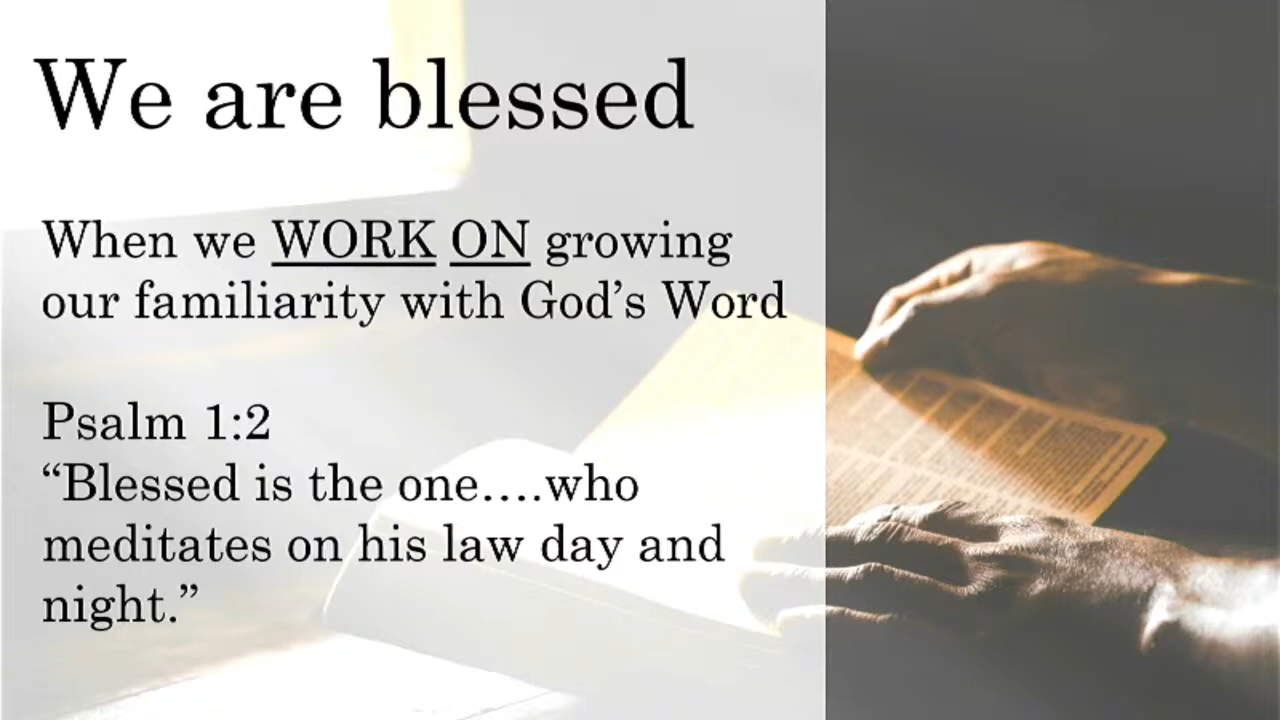 We are blessed
When we WORK ON growing
our familiarity with God’s Word
Psalm 1:2
“Blessed is the one....who
meditates on his law day and
night.”